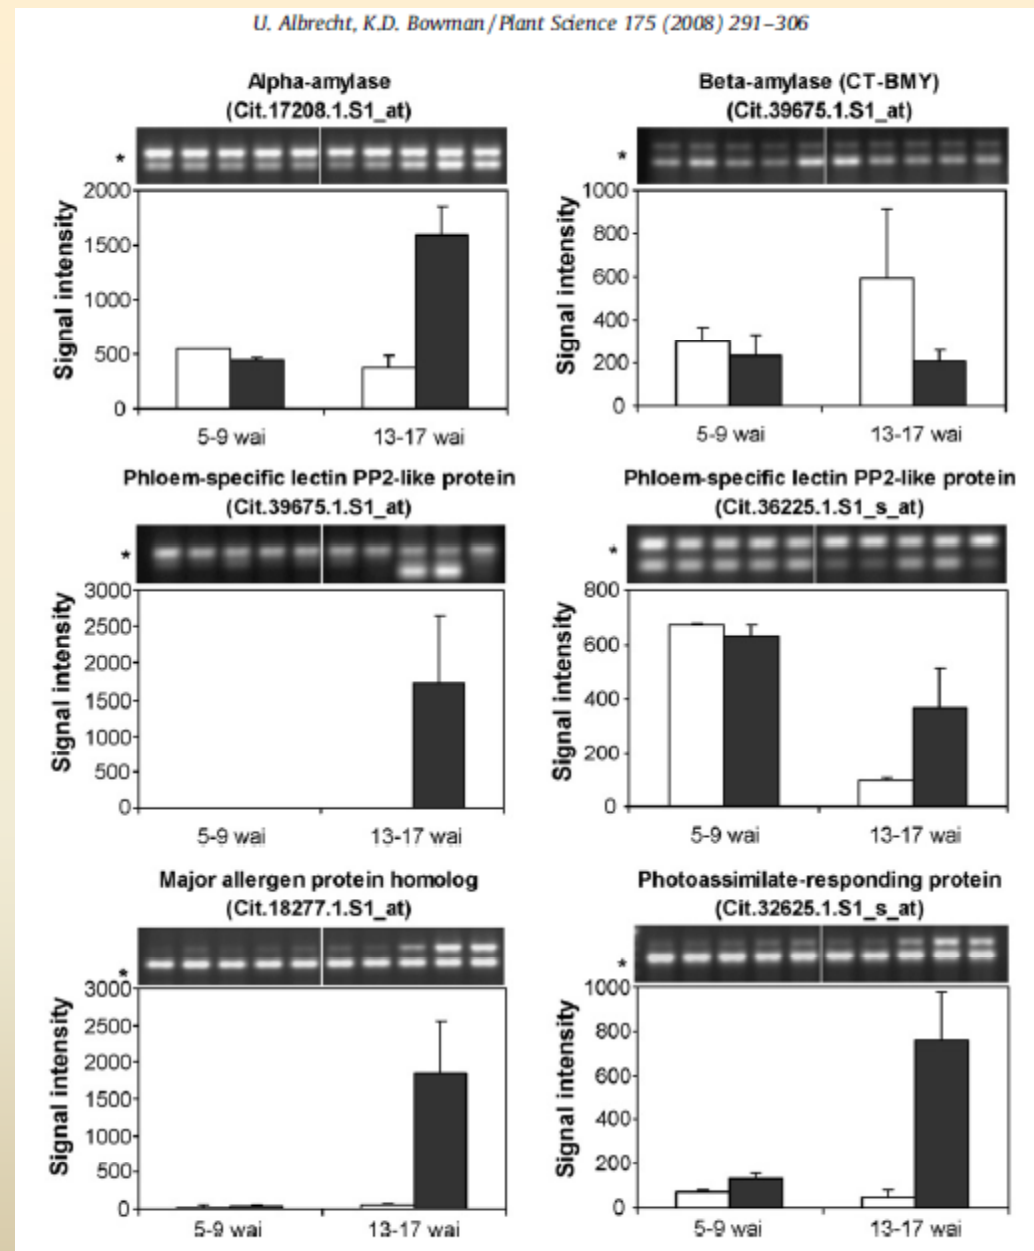 U. Albrecht, K.D. Bowman / Plant Science 175 (2008) 291–306
Alpha-amylase
(Cit.17208.1.S1_at)
*
Signal intensity
2000
1500
1000
500
0
5-9 wai
13-17 wai
Beta-amylase (CT-BMY)
(Cit.39675.1.S1_at)
*
Signal intensity
1000
800
600
400
200
0
5-9 wai
13-17 wai
Phloem-specific lectin PP2-like protein
(Cit.39675.1.S1_at)
*
Signal intensity
3000
2500
2000
1500
1000
500
0
5-9 wai
13-17 wai
Phloem-specific lectin PP2-like protein
(Cit.36225.1.S1_s_at)
*
Signal intensity
800
600
400
200
0
5-9 wai
13-17 wai
Major allergen protein homolog
(Cit.18277.1.S1_at)
*
Signal intensity
3000
2500
2000
1500
1000
500
0
5-9 wai
13-17 wai
Photoassimilate-responding protein
(Cit.32625.1.S1_s_at)
*
Signal intensity
1000
800
600
400
200
0
5-9 wai
13-17 wai